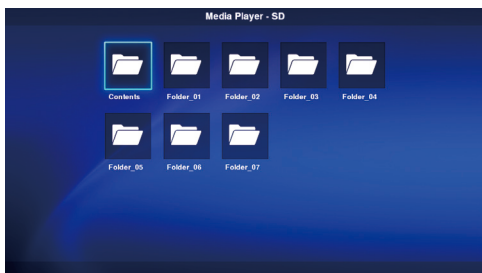 Media Player - SD
Contents Folder_01 Folder_02 Folder_03 Folder_04
Folder_05 Folder_06 Folder_07